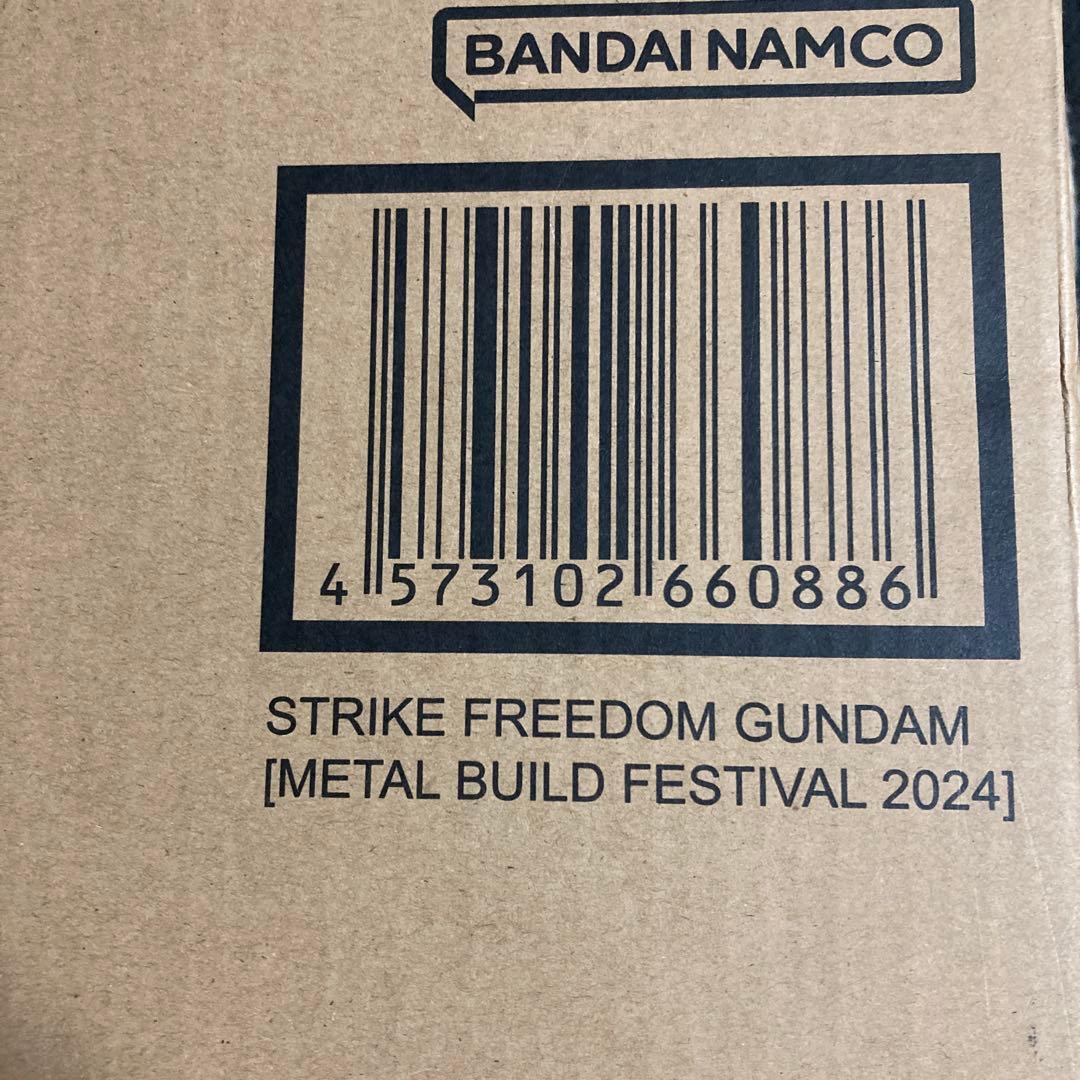 BANDAI NAMCO
4 573102 660886
STRIKE FREEDOM GUNDAM
[METAL BUILD FESTIVAL 2024]